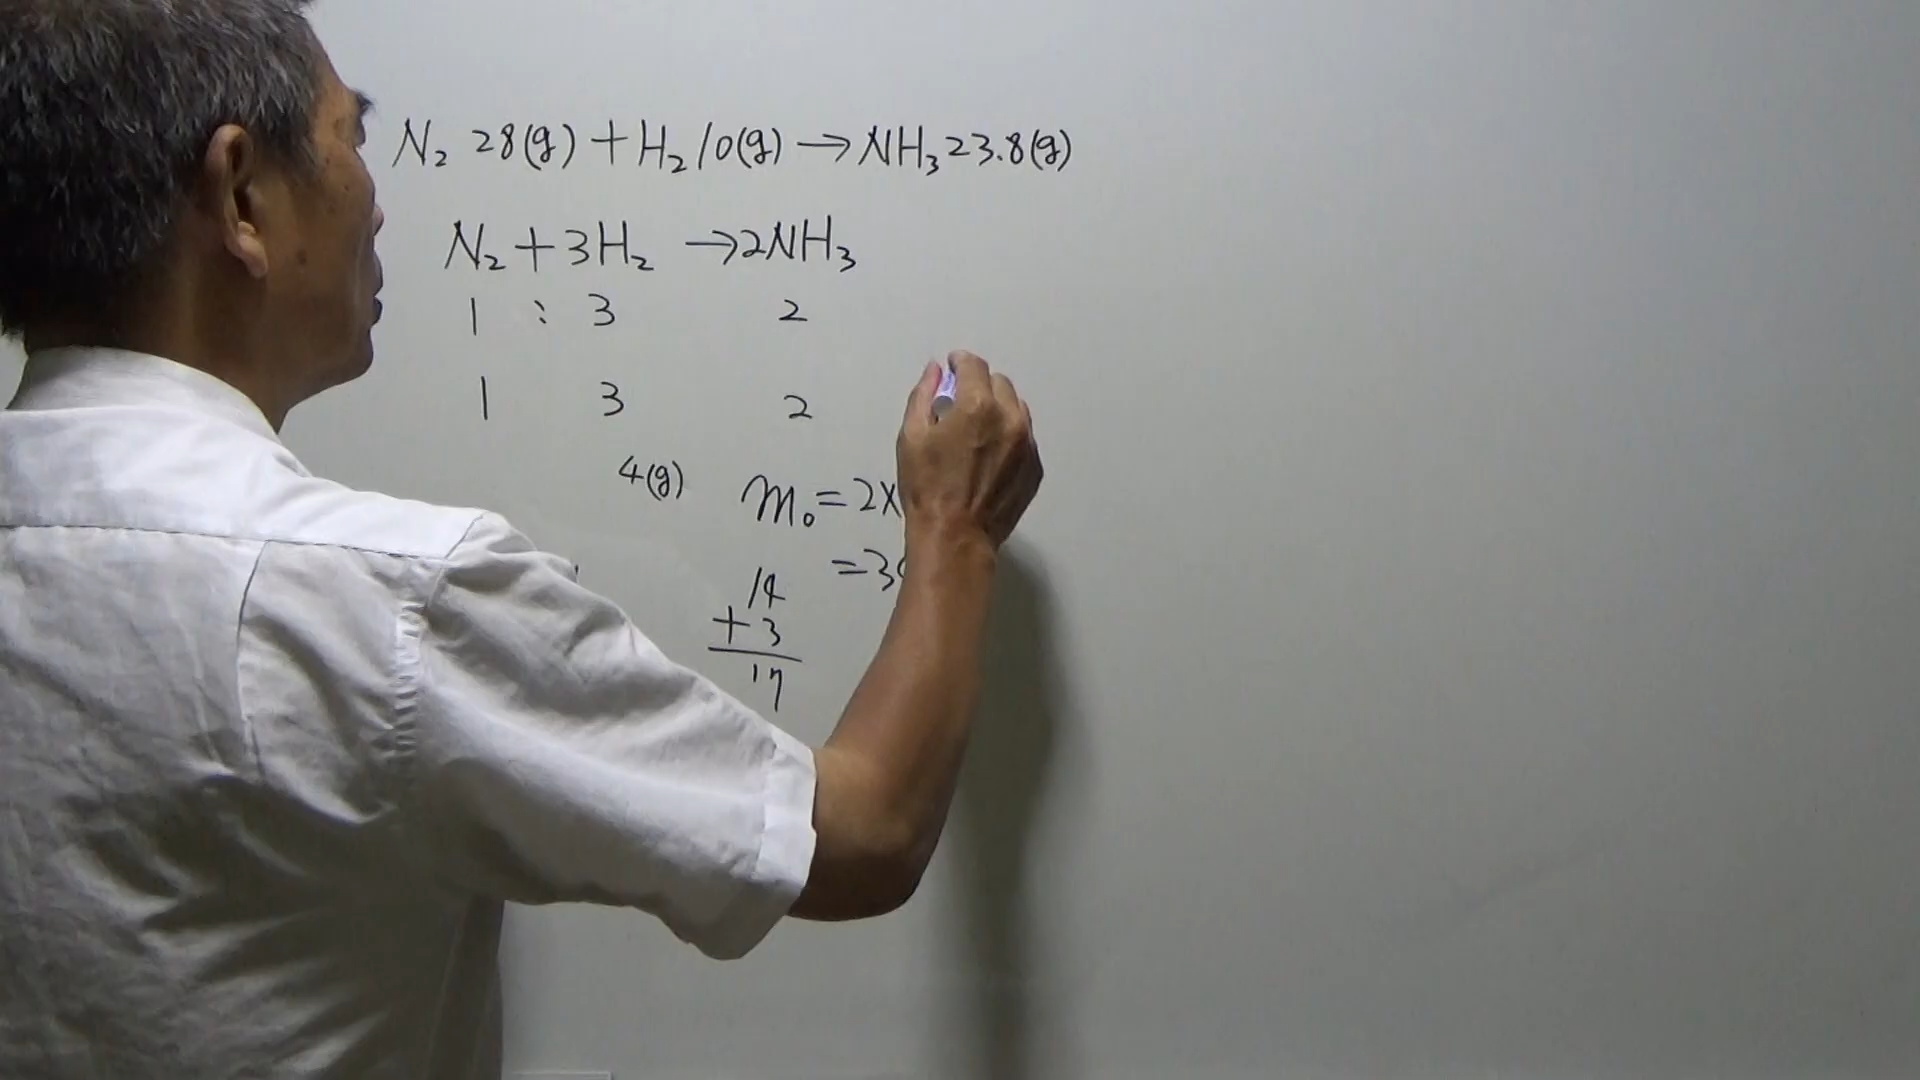 N₂ 28(g) + H₂ 10(g) → NH₃ 23.8(g)
N₂ + 3H₂ → 2NH₃
1 : 3 2
1 3 2
4(g) m₀ = 2×
= 3
14
+ 3
17